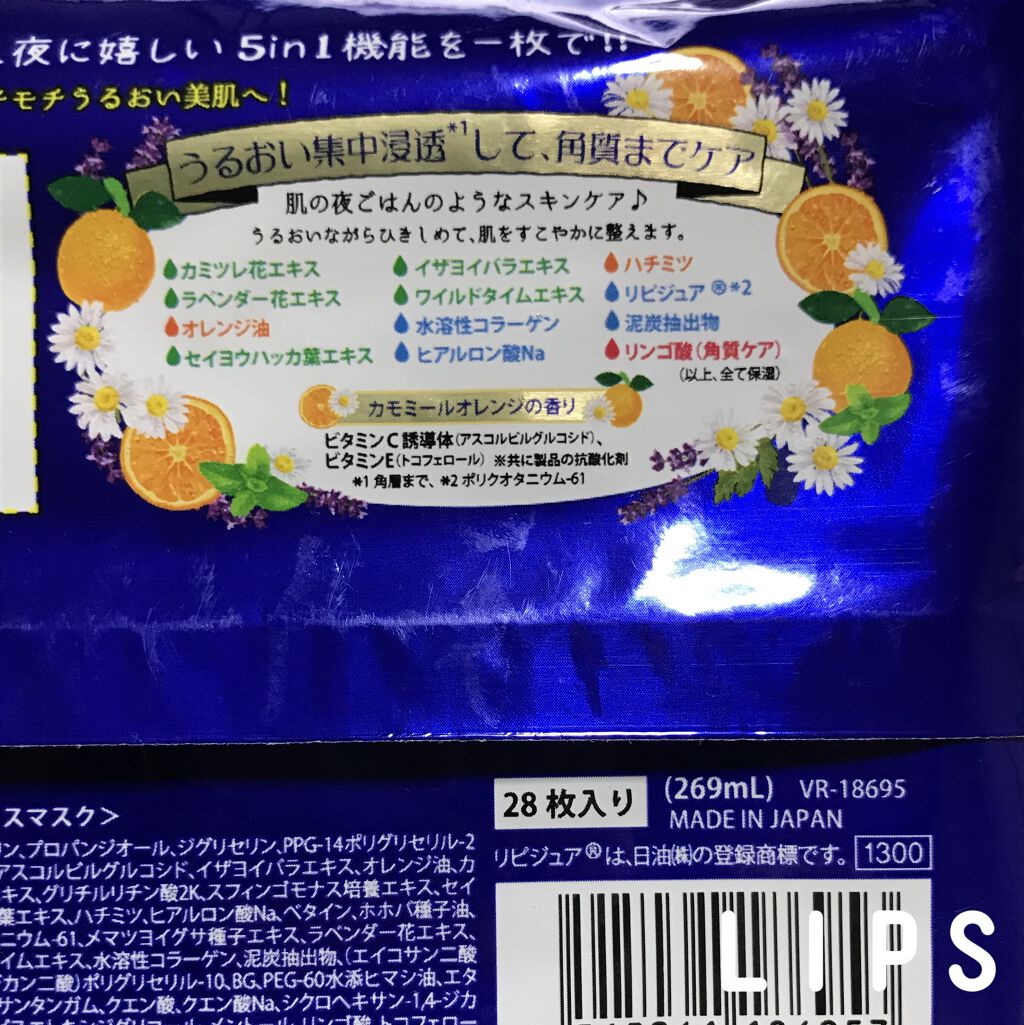 夜に嬉しい 5in1機能を一枚で!!
モチうるおい美肌へ！
うるおい集中浸透*1して、角質までケア
肌の夜ごはんのようなスキンケア♪
うるおいながらひきしめて、肌をすこやかに整えます。
カミツレ花エキス イザヨイバラエキス ハチミツ
ラベンダー花エキス ワイルドタイムエキス リピジュア®*2
オレンジ油 水溶性コラーゲン 泥炭抽出物
セイヨウハッカ葉エキス ヒアルロン酸Na リンゴ酸（角質ケア）
（以上、全て保湿）
カモミールオレンジの香り
ビタミンC誘導体（アスコルビルグルコシド）、
ビタミンE（トコフェロール） ※共に製品の抗酸化剤
*1 角層まで、*2 ポリクオタニウム-61
28枚入り (269mL) VR-18695
MADE IN JAPAN
リピジュア®は、日油㈱の登録商標です。 1300
スマスク＞
ン、プロパンジオール、ジグリセリン、PPG-14ポリグリセリル-2
アスコルビルグルコシド、イザヨイバラエキス、オレンジ油、カ
キス、グリチルリチン酸2K、スフィンゴモナス培養エキス、セイ
葉エキス、ハチミツ、ヒアルロン酸Na、ベタイン、ホホバ種子油、
ニウム-61、メマツヨイグサ種子エキス、ラベンダー花エキス、
イムエキス、水溶性コラーゲン、泥炭抽出物、（エイコサン二酸
デカン二酸）ポリグリセリル-10、BG、PEG-60水添ヒマシ油、エタ
サンタンガム、クエン酸、クエン酸Na、シクロヘキサン-1,4-ジカ
メントール、リンゴ酸、トコフェロー
LIPS